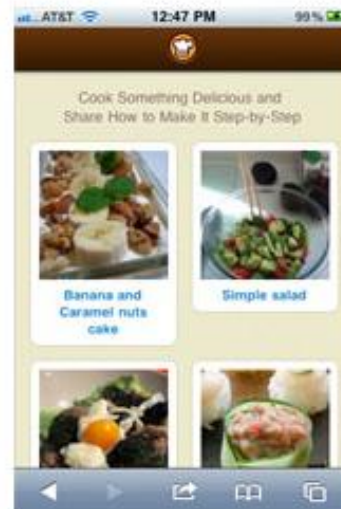 AT&T 12:47 PM 99%
Cook Something Delicious and
Share How to Make It Step-by-Step
Banana and
Caramel nuts
cake
Simple salad